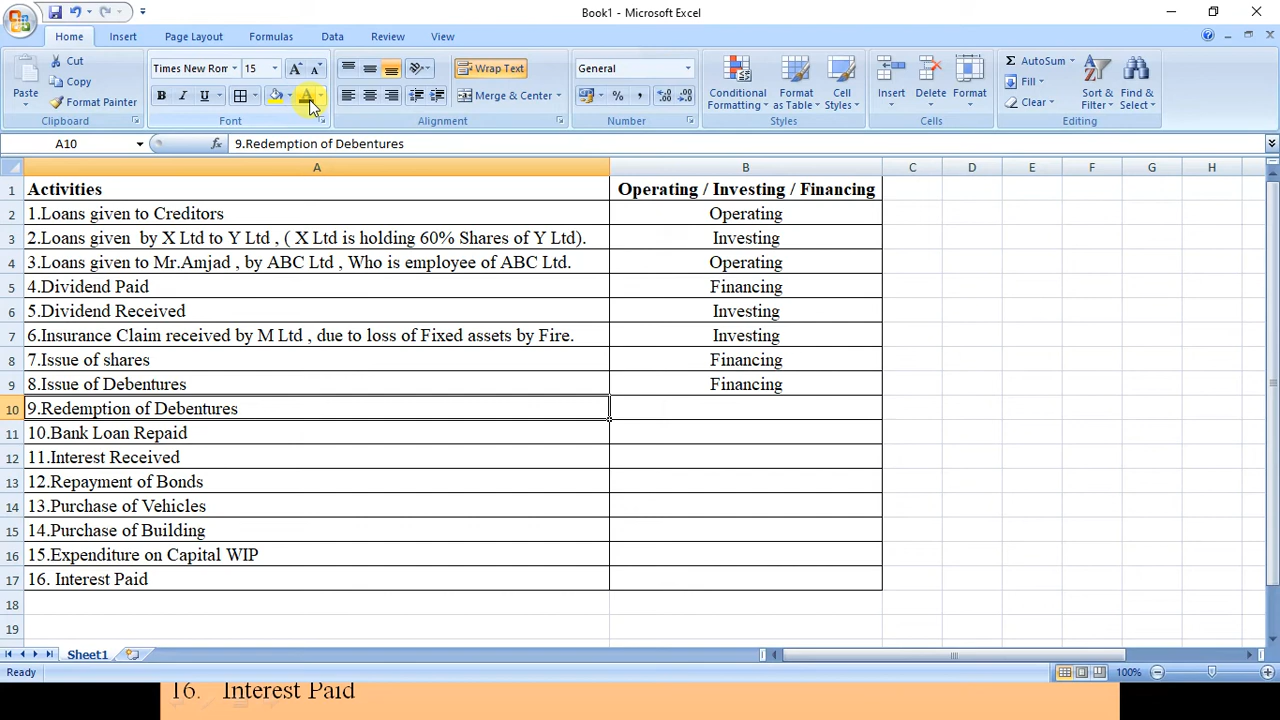 Book1 - Microsoft Excel
Home Insert Page Layout Formulas Data Review View
Paste
Cut
Copy
Format Painter
Clipboard
Times New Rom 15
B I U
Font
Wrap Text
Merge & Center
Alignment
General
Number
Conditional Formatting
Format as Table
Cell Styles
Styles
Insert
Delete
Format
Cells
AutoSum
Fill
Clear
Sort & Filter
Find & Select
Editing
A10 fx 9.Redemption of Debentures
A B C D E F G H
1 Activities Operating / Investing / Financing
2 1.Loans given to Creditors Operating
3 2.Loans given by X Ltd to Y Ltd , ( X Ltd is holding 60% Shares of Y Ltd). Investing
4 3.Loans given to Mr.Amjad , by ABC Ltd , Who is employee of ABC Ltd. Operating
5 4.Dividend Paid Financing
6 5.Dividend Received Investing
7 6.Insurance Claim received by M Ltd , due to loss of Fixed assets by Fire. Investing
8 7.Issue of shares Financing
9 8.Issue of Debentures Financing
10 9.Redemption of Debentures
11 10.Bank Loan Repaid
12 11.Interest Received
13 12.Repayment of Bonds
14 13.Purchase of Vehicles
15 14.Purchase of Building
16 15.Expenditure on Capital WIP
17 16. Interest Paid
18
19
Sheet1
Ready 100%
16. Interest Paid